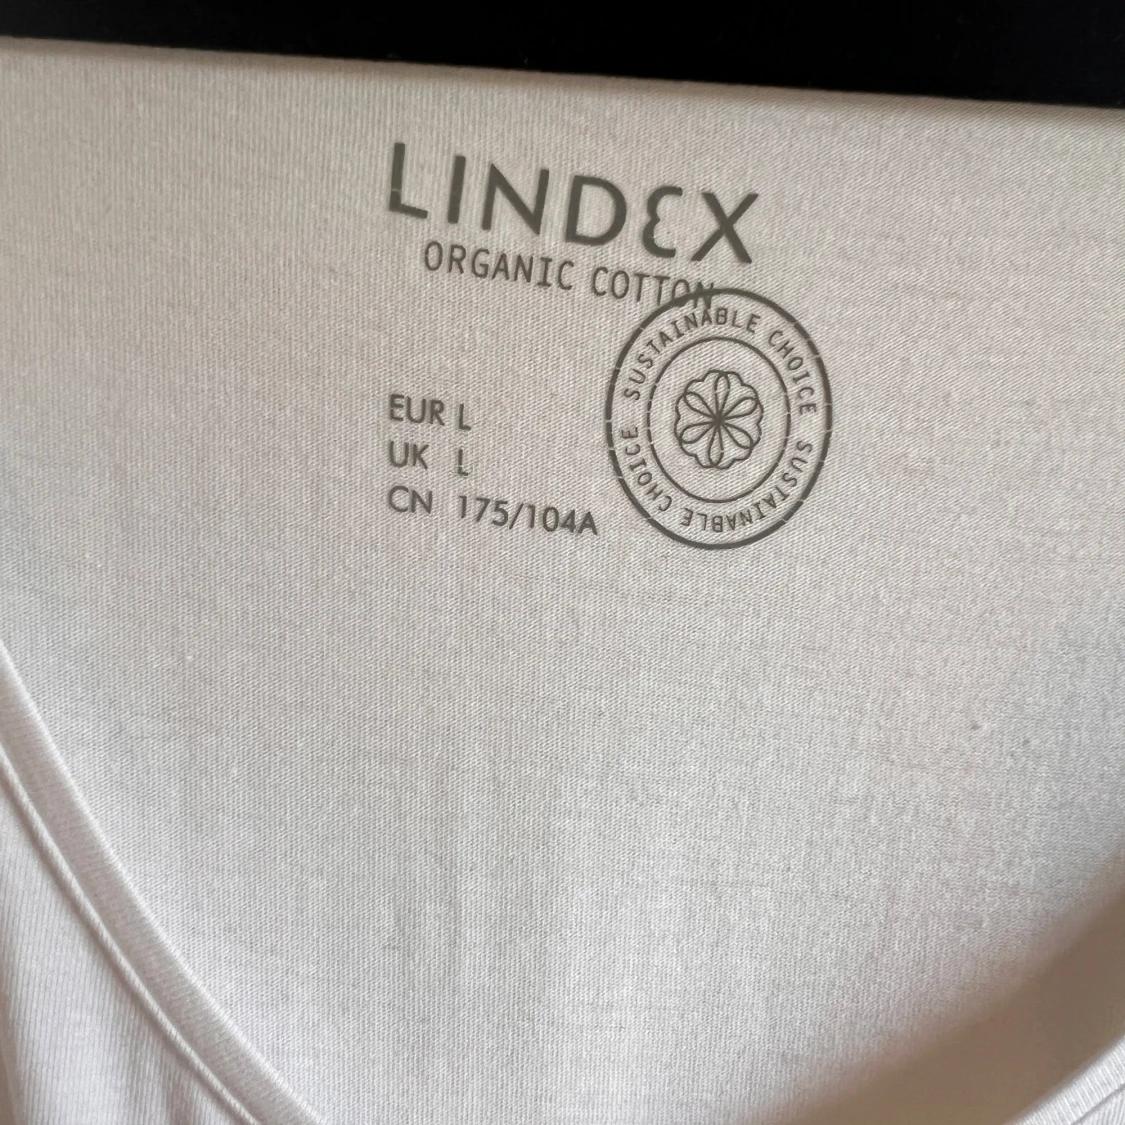 LINDEX
ORGANIC COTTON
EUR L
UK L
CN 175/104A
SUSTAINABLE CHOICE SUSTAINABLE CHOICE